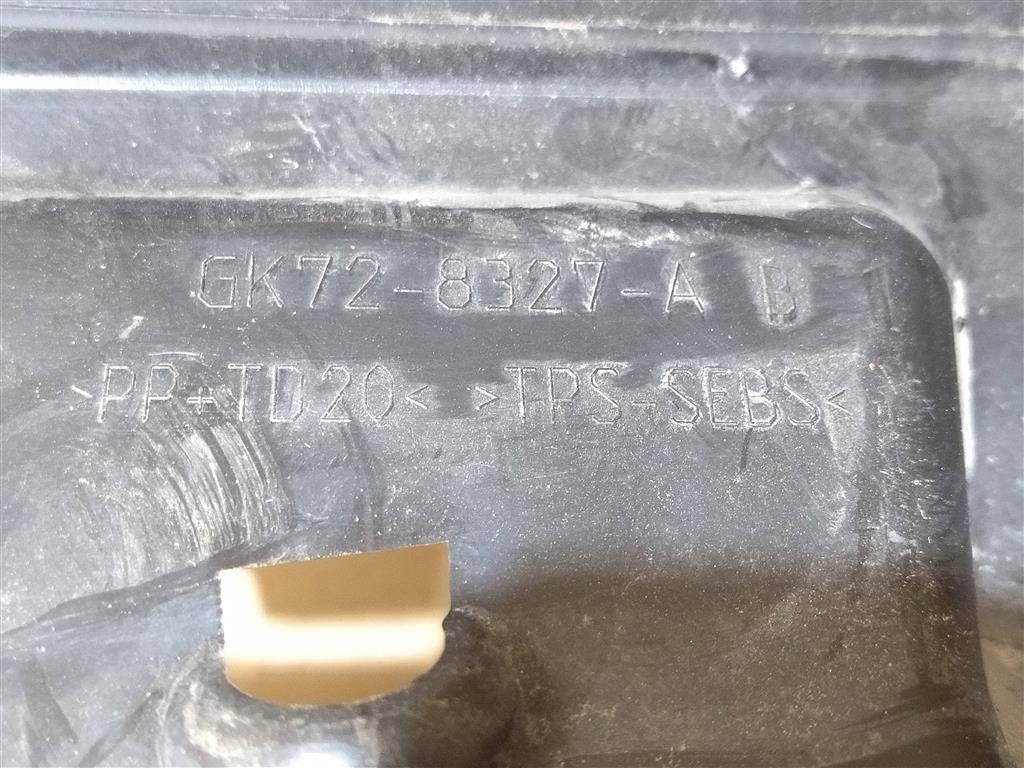 GK72-8327-A B
>PP+TD20< >TPS-SEBS<